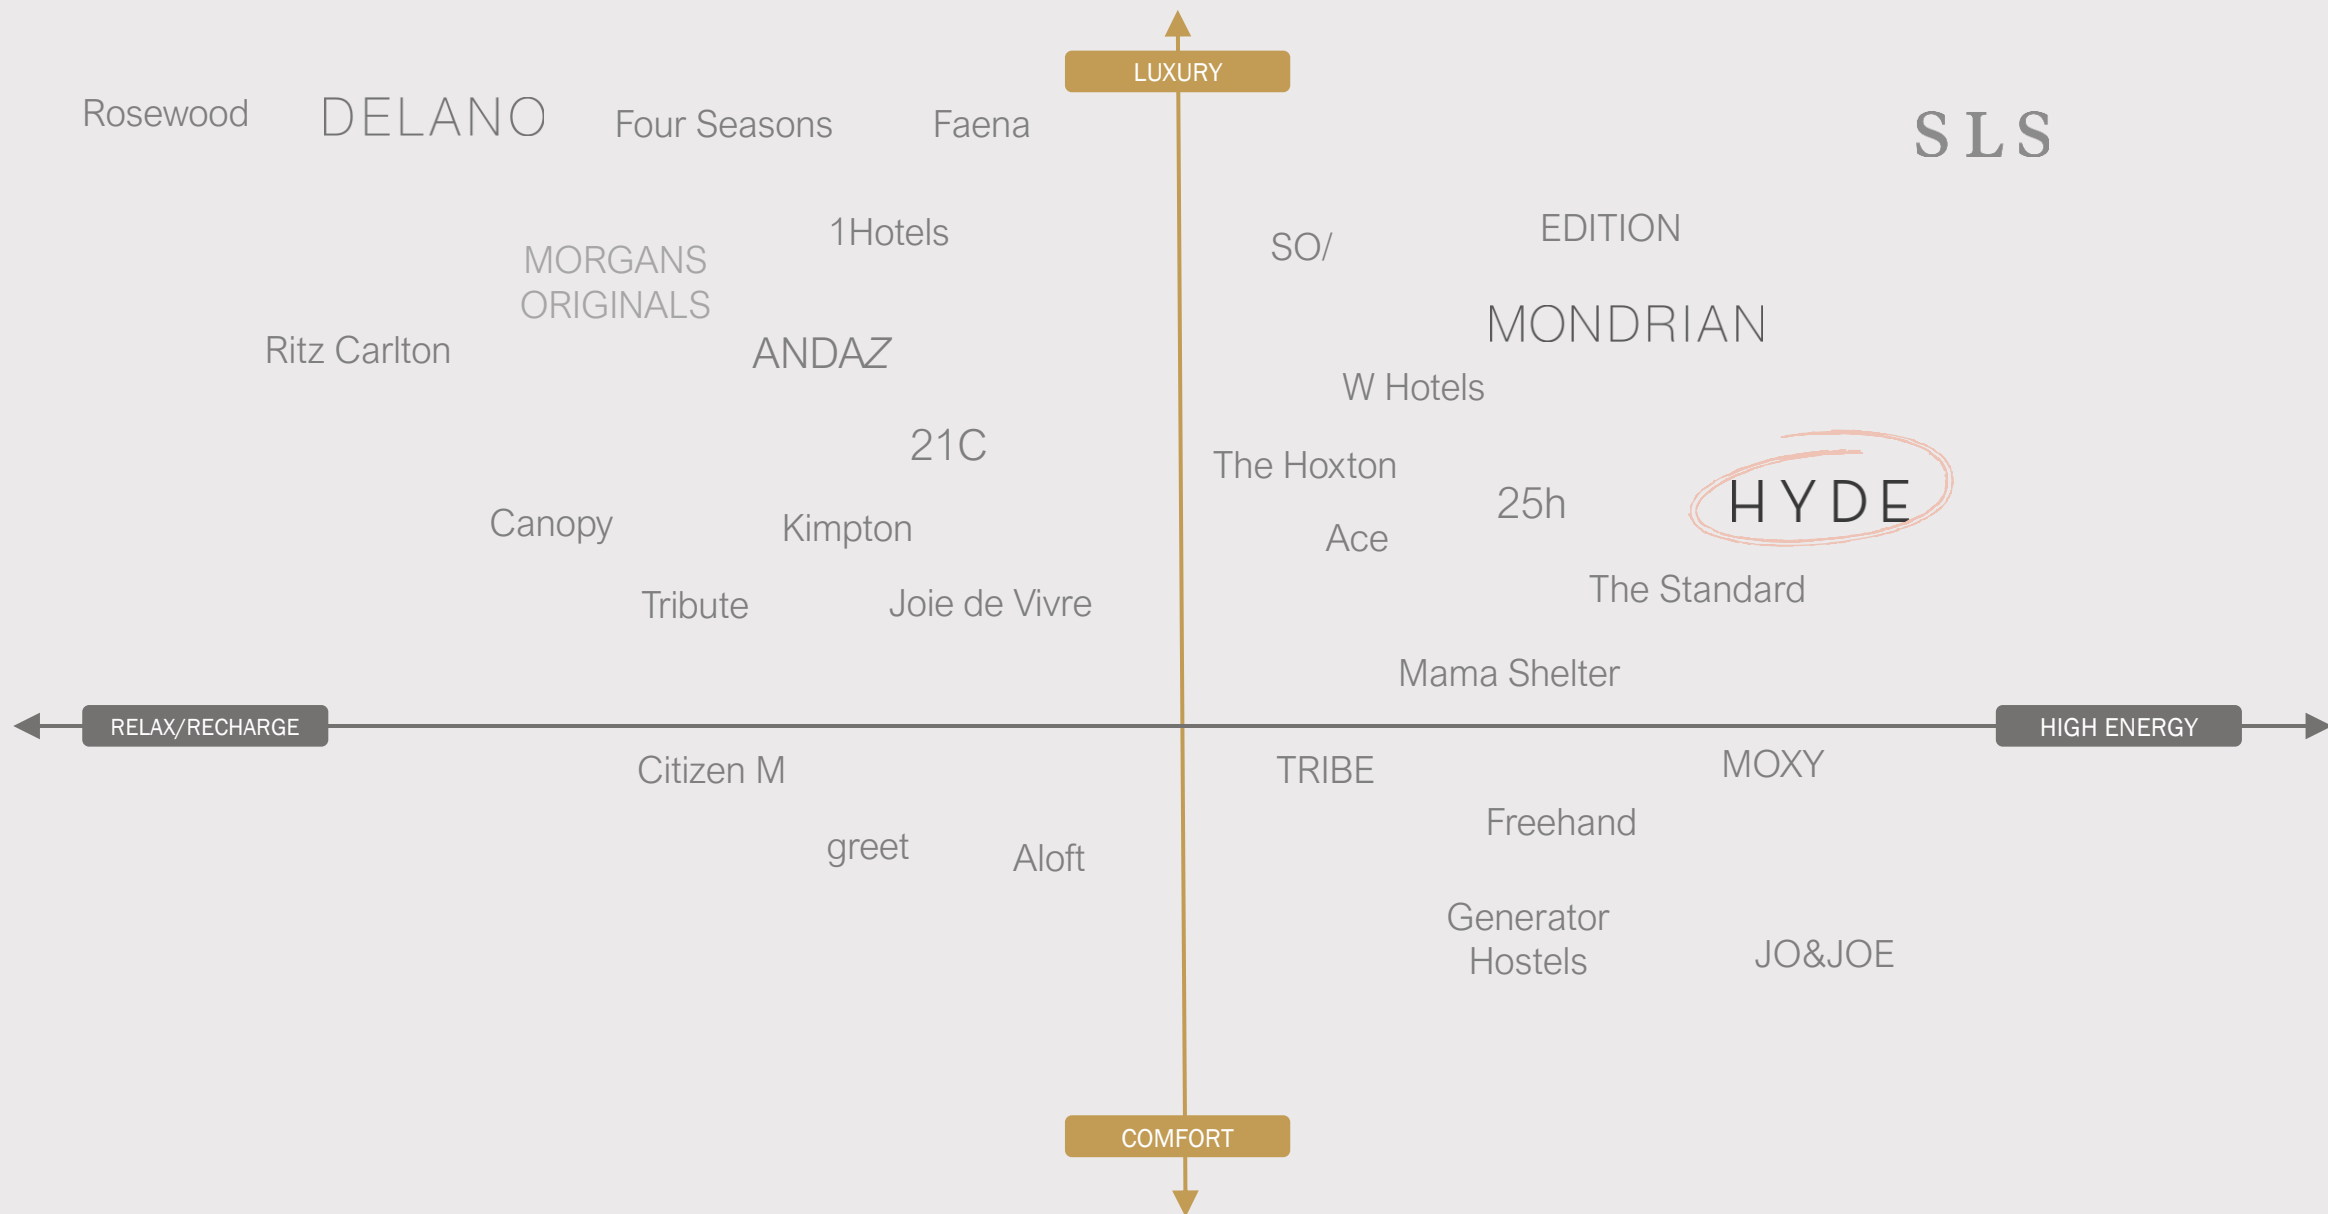 LUXURY
Rosewood
DELANO
Four Seasons
Faena
SLS
1Hotels
SO/
EDITION
MORGANS
ORIGINALS
MONDRIAN
Ritz Carlton
ANDAZ
W Hotels
21C
The Hoxton
25h
HYDE
Canopy
Kimpton
Ace
Tribute
Joie de Vivre
The Standard
Mama Shelter
RELAX/RECHARGE
HIGH ENERGY
Citizen M
TRIBE
MOXY
Freehand
greet
Aloft
Generator
Hostels
JO&JOE
COMFORT